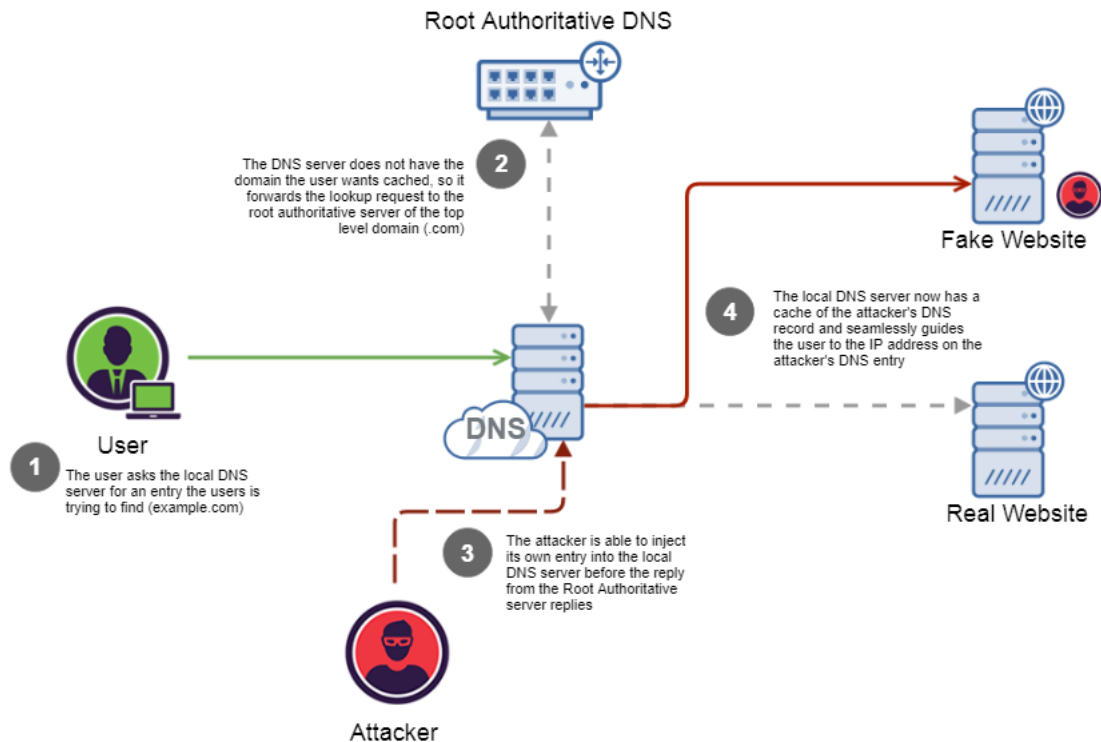 Root Authoritative DNS
2
The DNS server does not have the
domain the user wants cached, so it
forwards the lookup request to the
root authoritative server of the top
level domain (.com)
Fake Website
4
The local DNS server now has a
cache of the attacker's DNS
record and seamlessly guides
the user to the IP address on the
attacker's DNS entry
DNS
User
1
The user asks the local DNS
server for an entry the users is
trying to find (example.com)
Real Website
3
The attacker is able to inject
its own entry into the local
DNS server before the reply
from the Root Authoritative
server replies
Attacker